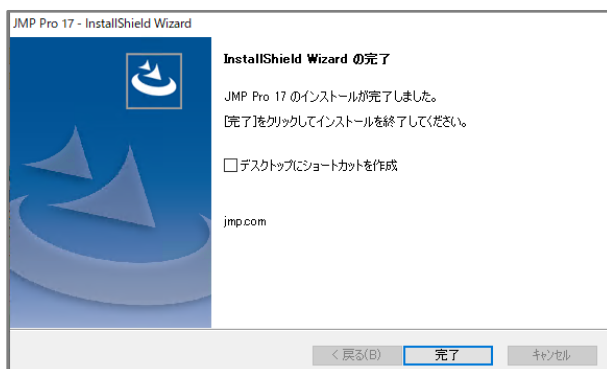 JMP Pro 17 - InstallShield Wizard
InstallShield Wizard の完了
JMP Pro 17 のインストールが完了しました。
[完了]をクリックしてインストールを終了してください。
デスクトップにショートカットを作成
jmp.com
< 戻る(B)
完了
キャンセル